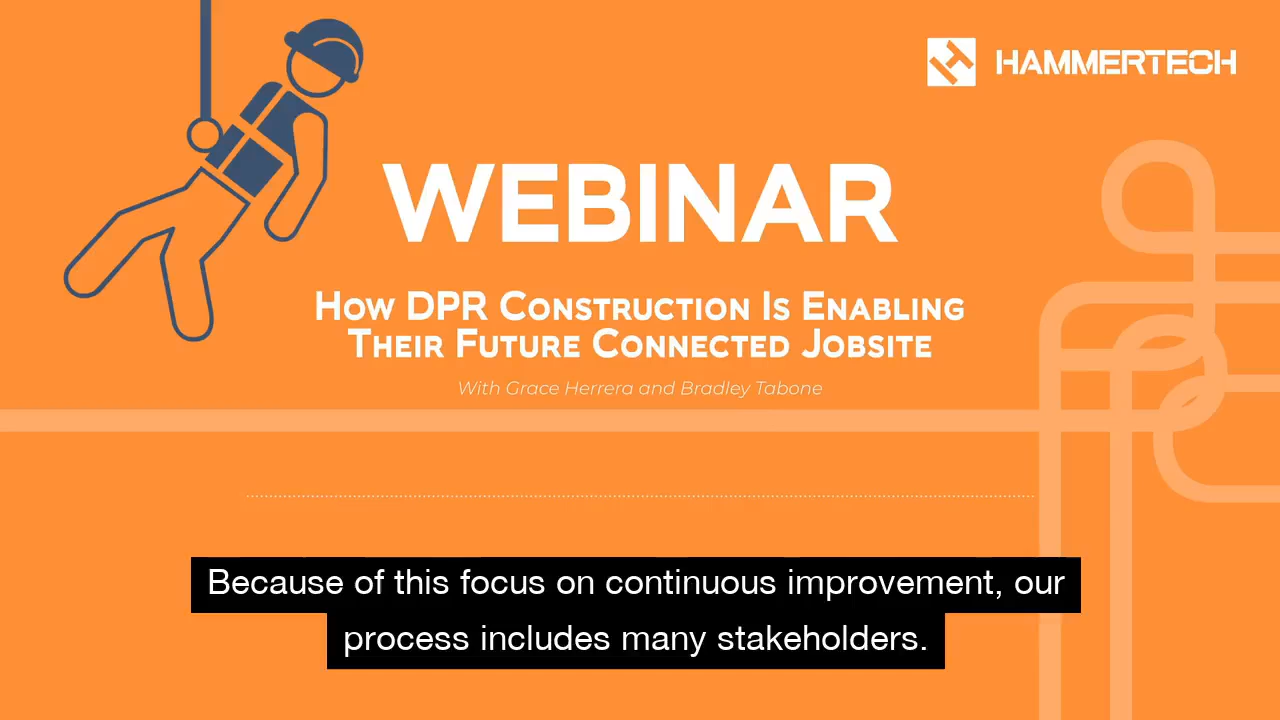 HAMMERTECH
WEBINAR
How DPR Construction Is Enabling
Their Future Connected Jobsite
With Grace Herrera and Bradley Tabone
Because of this focus on continuous improvement, our
process includes many stakeholders.